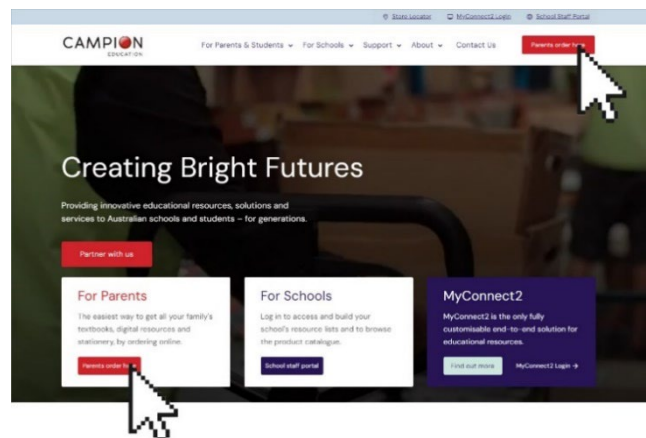 Store Locator MyConnect2 Login School Staff Portal
CAMPION
EDUCATION
For Parents & Students For Schools Support About Contact Us Parents order here
Creating Bright Futures
Providing innovative educational resources, solutions and
services to Australian schools and students – for generations.
Partner with us
For Parents
The easiest way to get all your family's
textbooks, digital resources and
stationery, by ordering online.
Parents order here
For Schools
Log in to access and build your
school's resource lists and to browse
the product catalogue.
School staff portal
MyConnect2
MyConnect2 is the only fully
customisable end-to-end solution for
educational resources.
Find out more MyConnect2 Login →